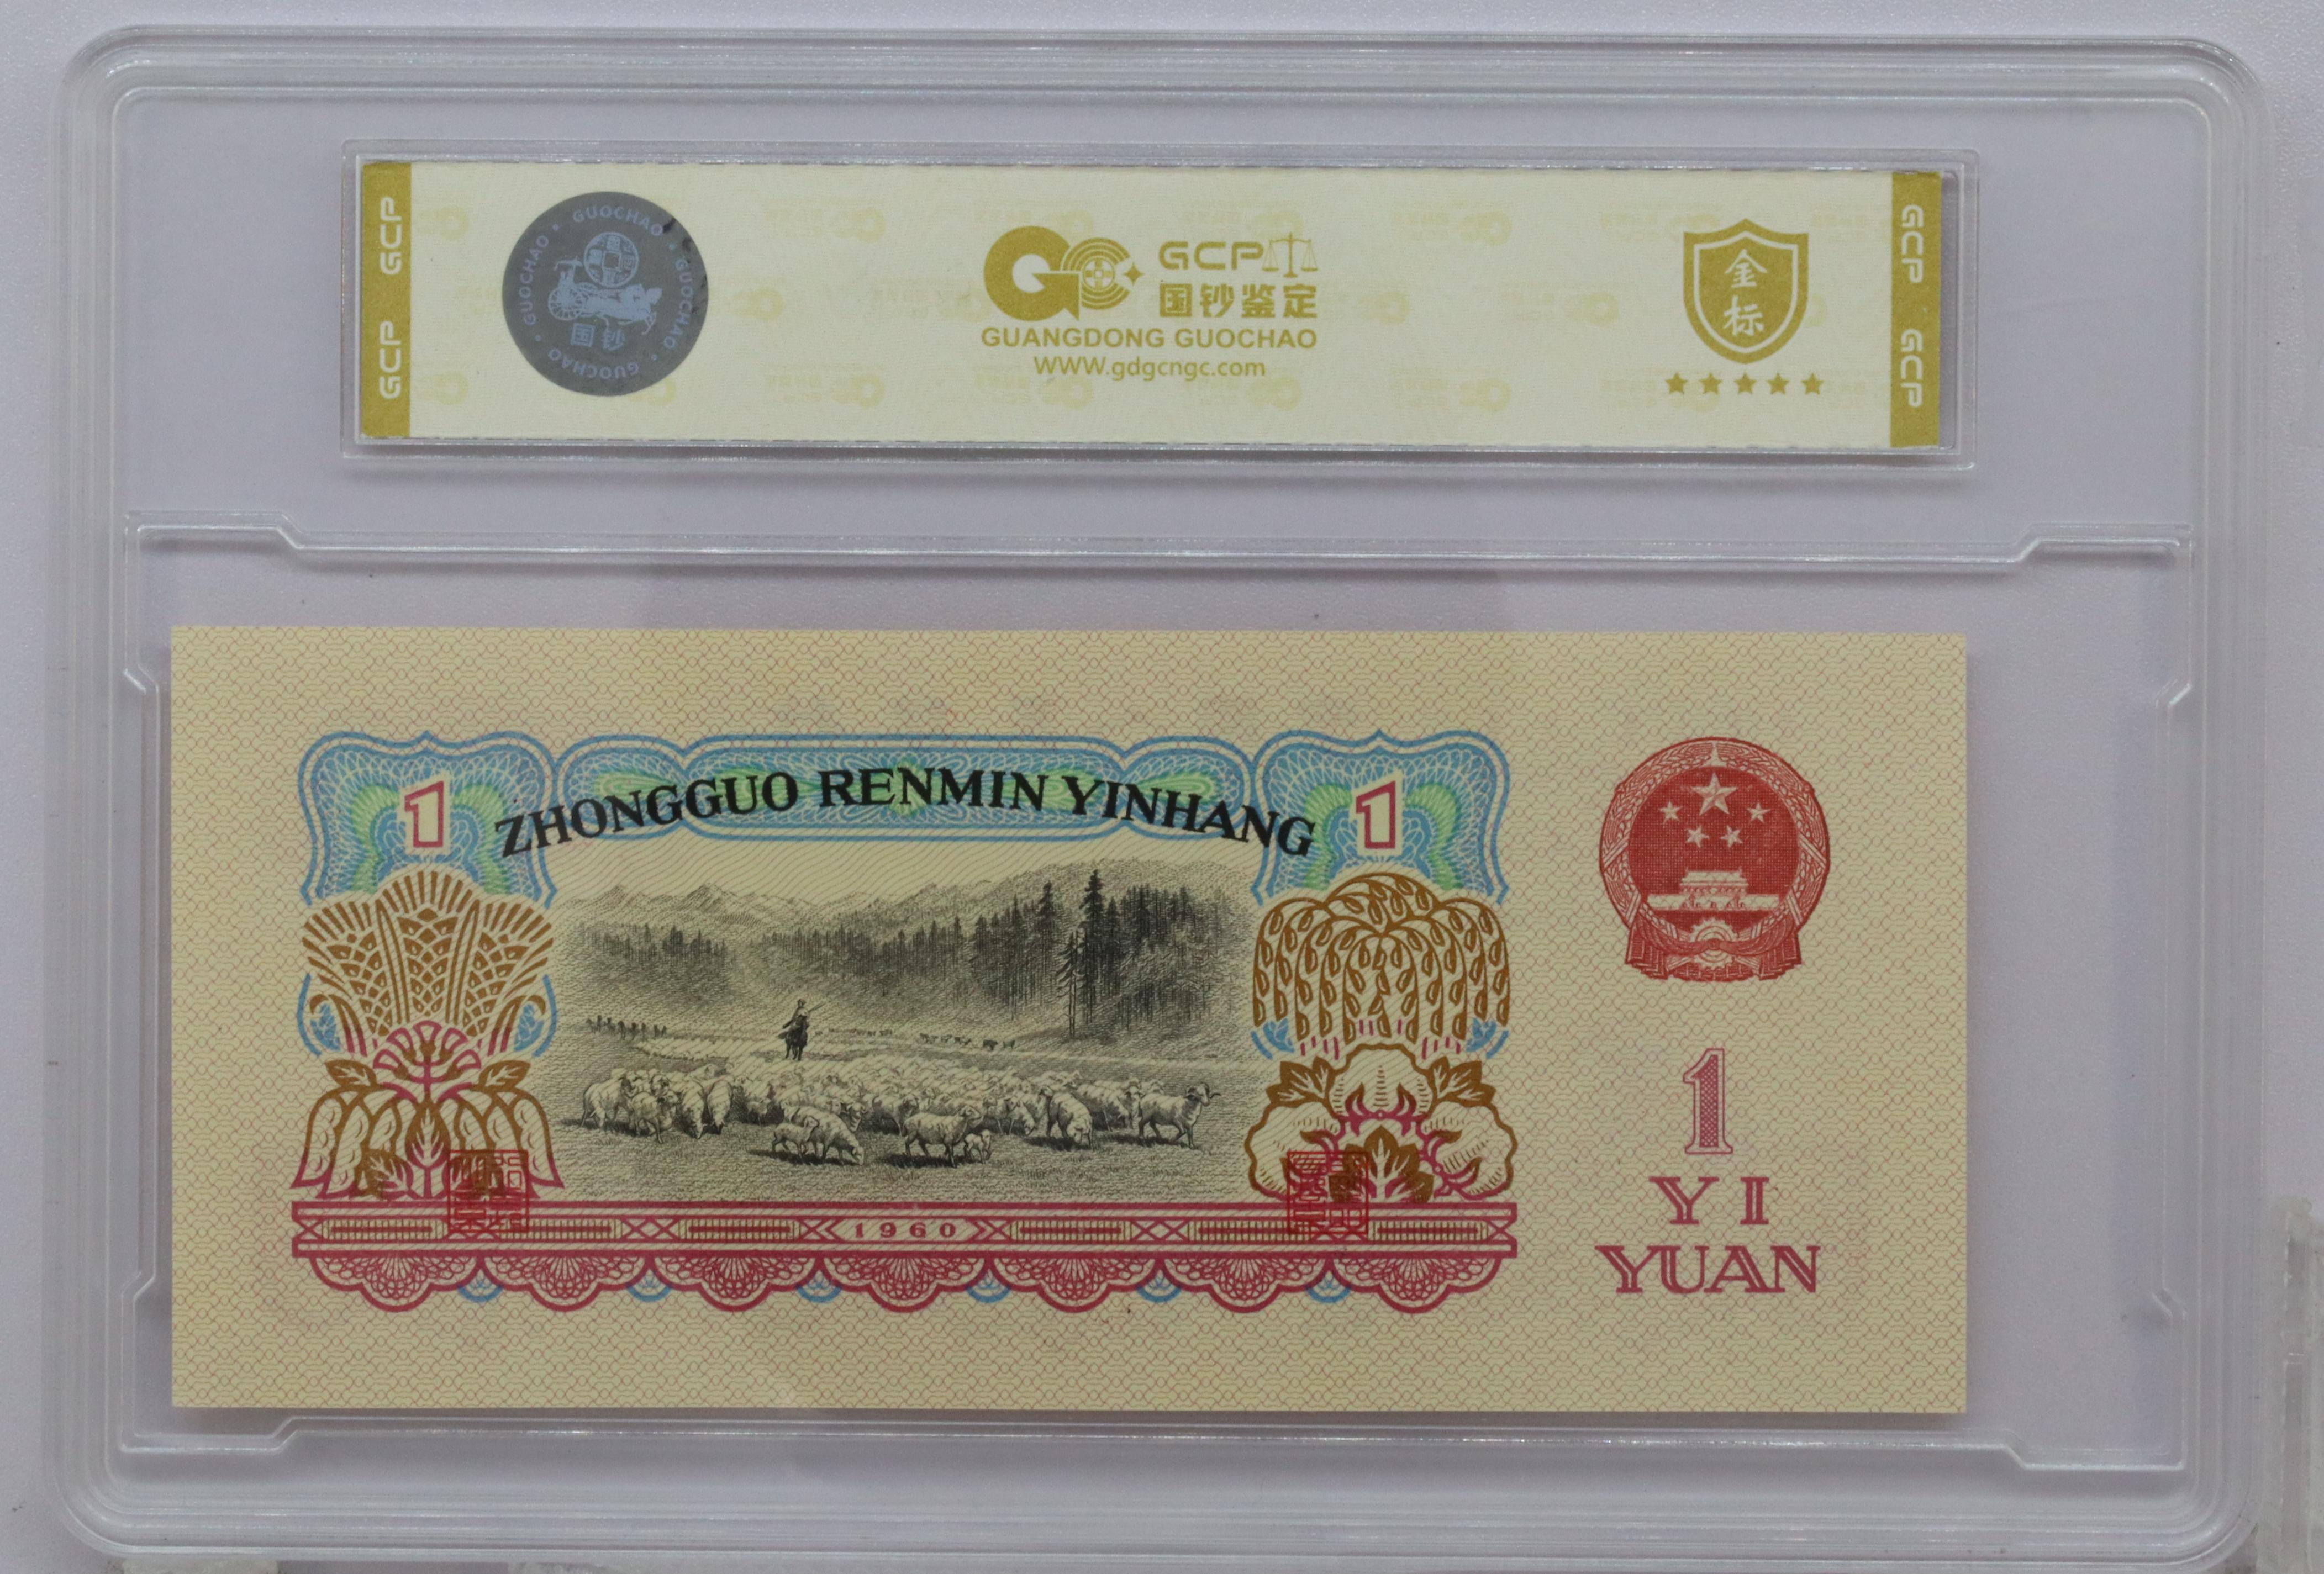 GCP GCP
GUOCHAO • GUOCHAO • GUOCHAO • GUOCHAO •
国钞
GCP
国钞鉴定
GUANGDONG GUOCHAO
WWW.gdgcngc.com
金
标
GCP GCP
1
ZHONGGUO RENMIN YINHANG
1
1960
1
YI
YUAN